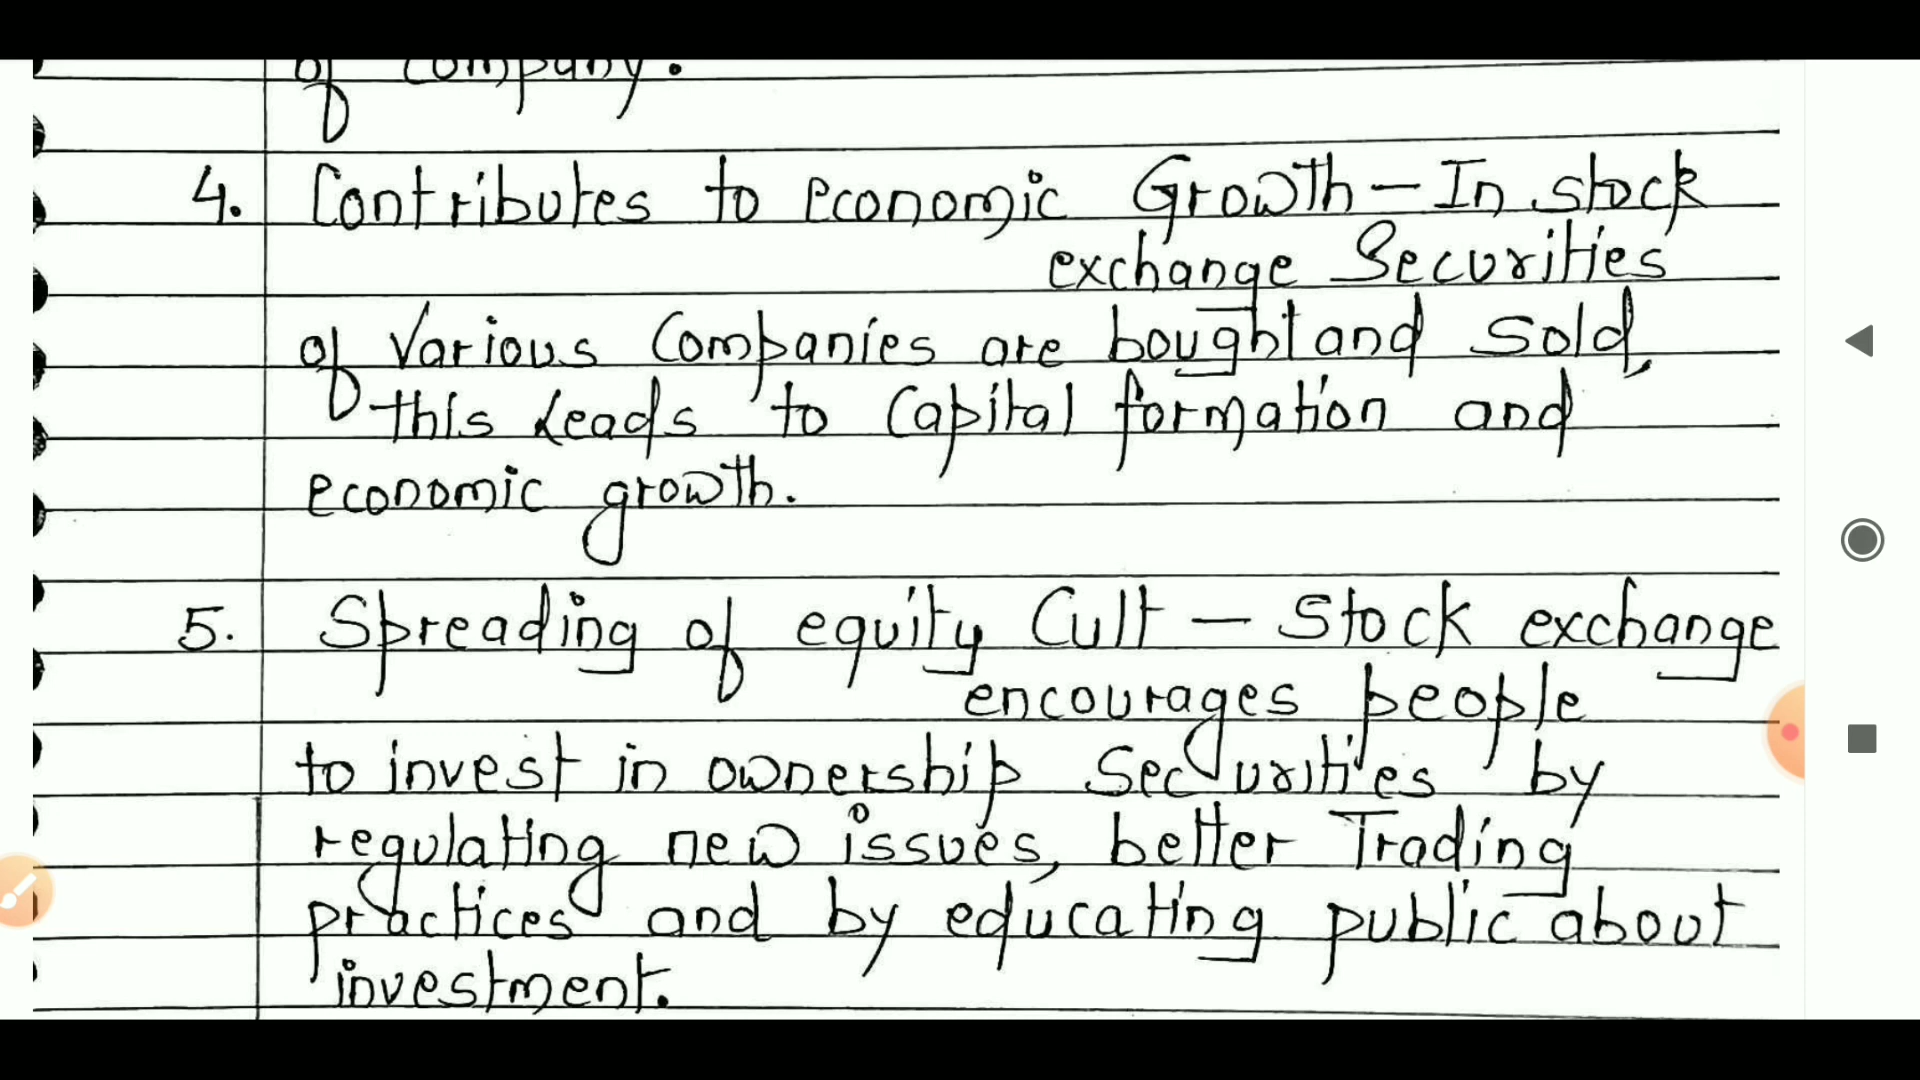 of company.
4. Contributes to economic Growth - In stock
exchange Securities
of Various Companies are bought and Sold,
this leads to Capital formation and
economic growth.
5. Spreading of equity Cult - Stock exchange
encourages people
to invest in ownership Securities by
regulating new issues, better Trading
practices and by educating public about
investment.